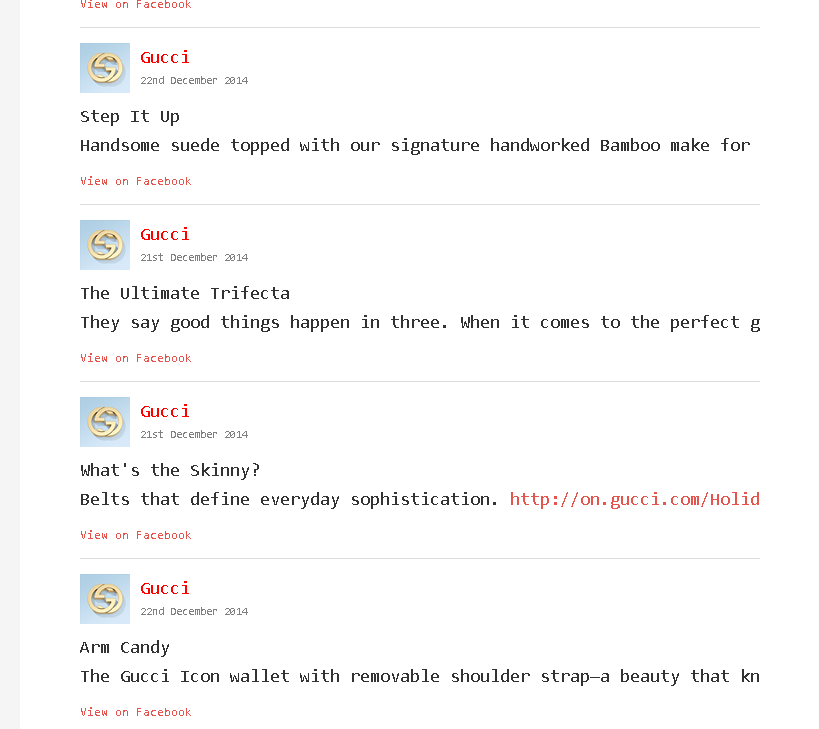 View on Facebook
Gucci
22nd December 2014
Step It Up
Handsome suede topped with our signature handworked Bamboo make for
View on Facebook
Gucci
21st December 2014
The Ultimate Trifecta
They say good things happen in three. When it comes to the perfect g
View on Facebook
Gucci
21st December 2014
What's the Skinny?
Belts that define everyday sophistication. http://on.gucci.com/Holid
View on Facebook
Gucci
22nd December 2014
Arm Candy
The Gucci Icon wallet with removable shoulder strap—a beauty that kn
View on Facebook